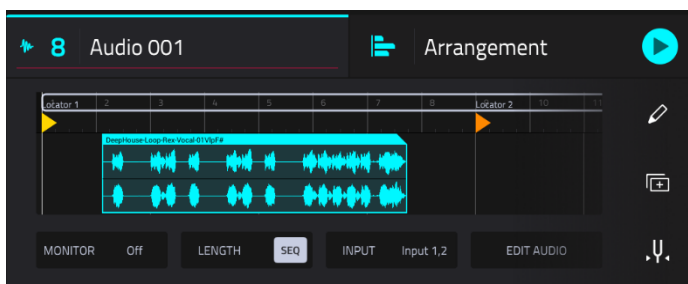 8 Audio 001 Arrangement
Locator 1 2 3 4 5 6 7 8 Locator 2 10 11
DeepHouse-Loop-Rex-Vocal-01VlpF#
MONITOR Off LENGTH SEQ INPUT Input 1,2 EDIT AUDIO